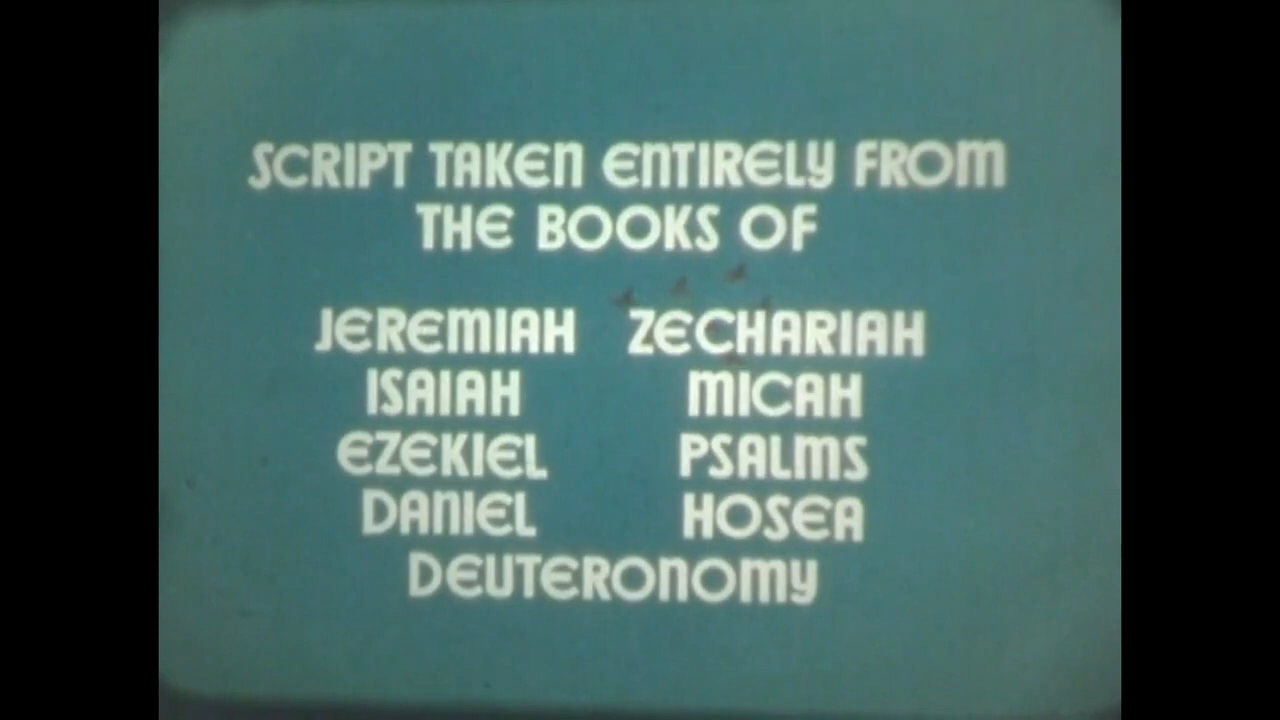 SCRIPT TAKEN ENTIRELY FROM
THE BOOKS OF
JEREMIAH ZECHARIAH
ISAIAH MICAH
EZEKIEL PSALMS
DANIEL HOSEA
DEUTERONOMY